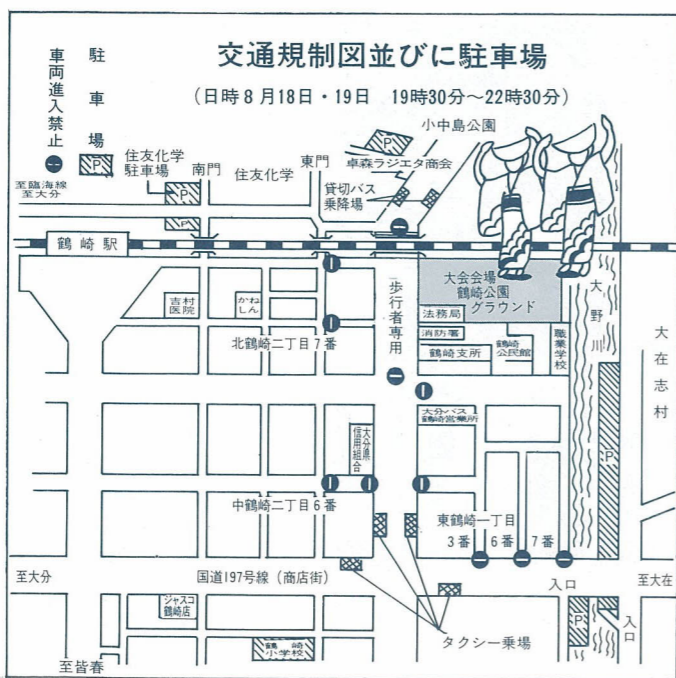 交通規制図並びに駐車場
(日時8月18日・19日 19時30分〜22時30分)
駐車場
車両進入禁止
P
住友化学
駐車場
至臨海線
至大分
南門
住友化学
東門
小中島公園
P
卓森ラジエタ商会
貸切バス
乗降場
P
P
鶴崎駅
吉村
医院
かね
しん
北鶴崎二丁目7番
歩行者専用
大会会場
鶴崎公園
グラウンド
法務局
消防署
鶴崎支所
鶴崎
公民館
職業学校
大野川
大在志村
大分バス
鶴崎営業所
大分県
信用組合
P
中鶴崎二丁目6番
東鶴崎一丁目
3番 6番 7番
至大分
国道197号線(商店街)
入口
至大在
ジャスコ
鶴崎店
タクシー乗場
P
入口
鶴崎
小学校
至皆春